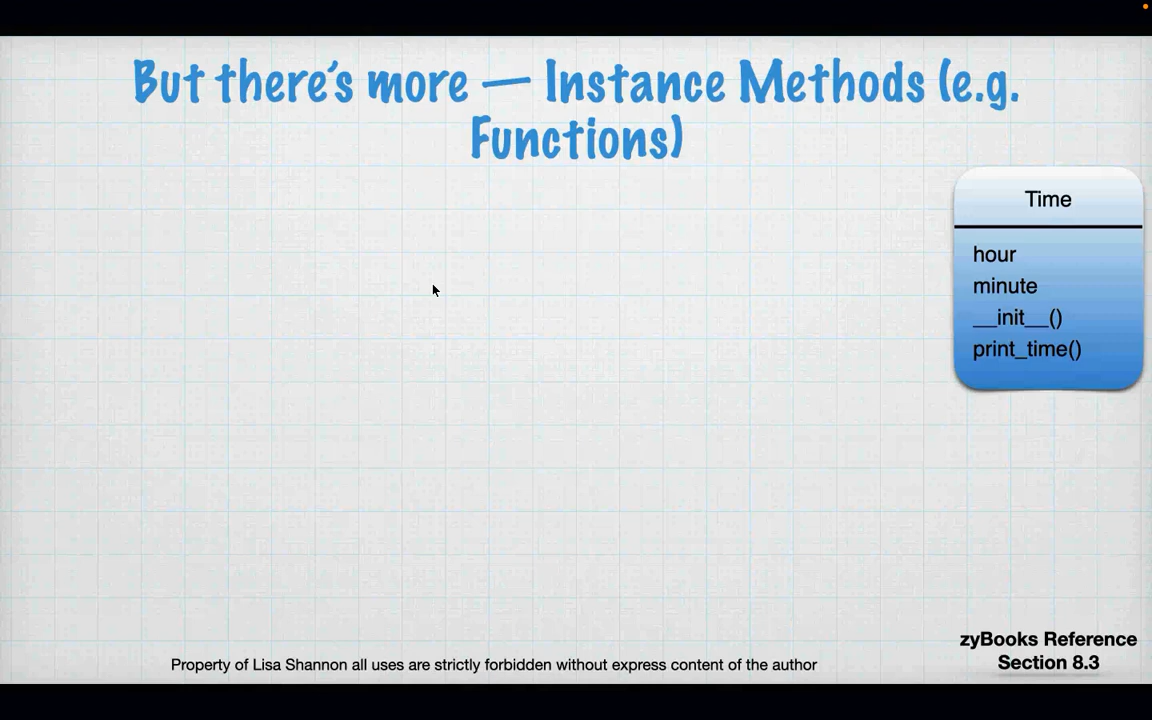 But there's more — Instance Methods (e.g.
Functions)
Time
hour
minute
__init__()
print_time()
zyBooks Reference
Section 8.3
Property of Lisa Shannon all uses are strictly forbidden without express content of the author